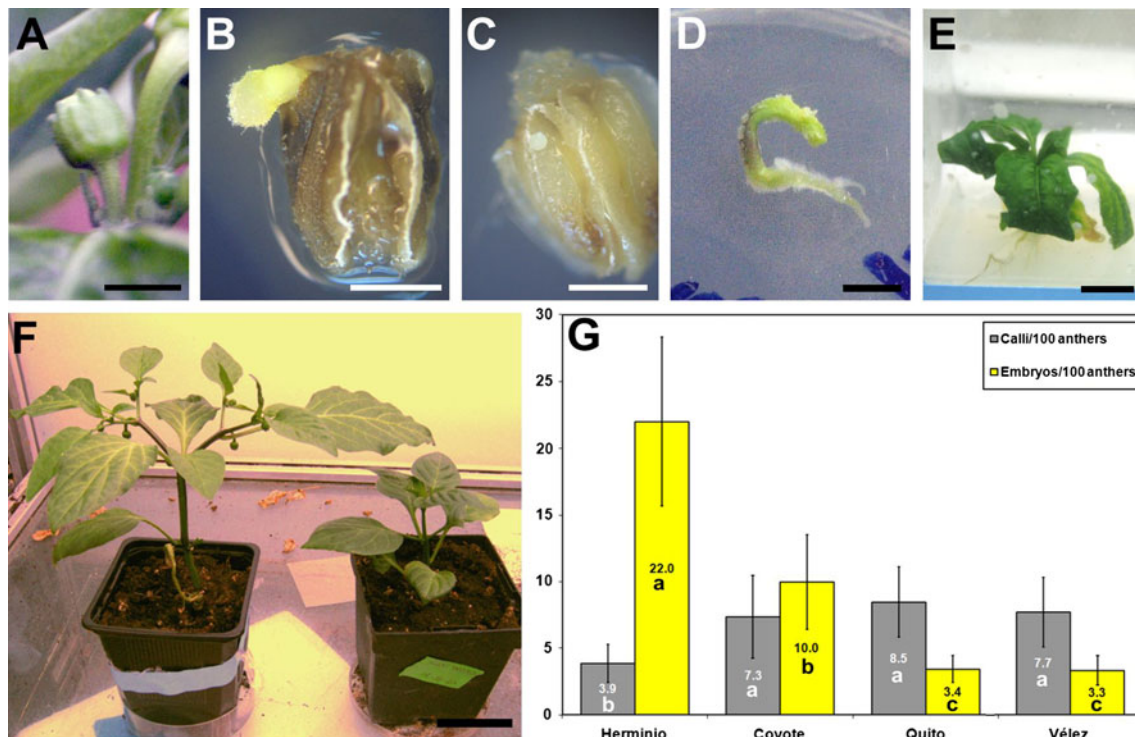 A
B
C
D
E
F
G
30
25
20
15
10
5
0
Calli/100 anthers
Embryos/100 anthers
3.9
b
22.0
a
7.3
a
10.0
b
8.5
a
3.4
c
7.7
a
3.3
c
Herminio Coyote Quito Vélez